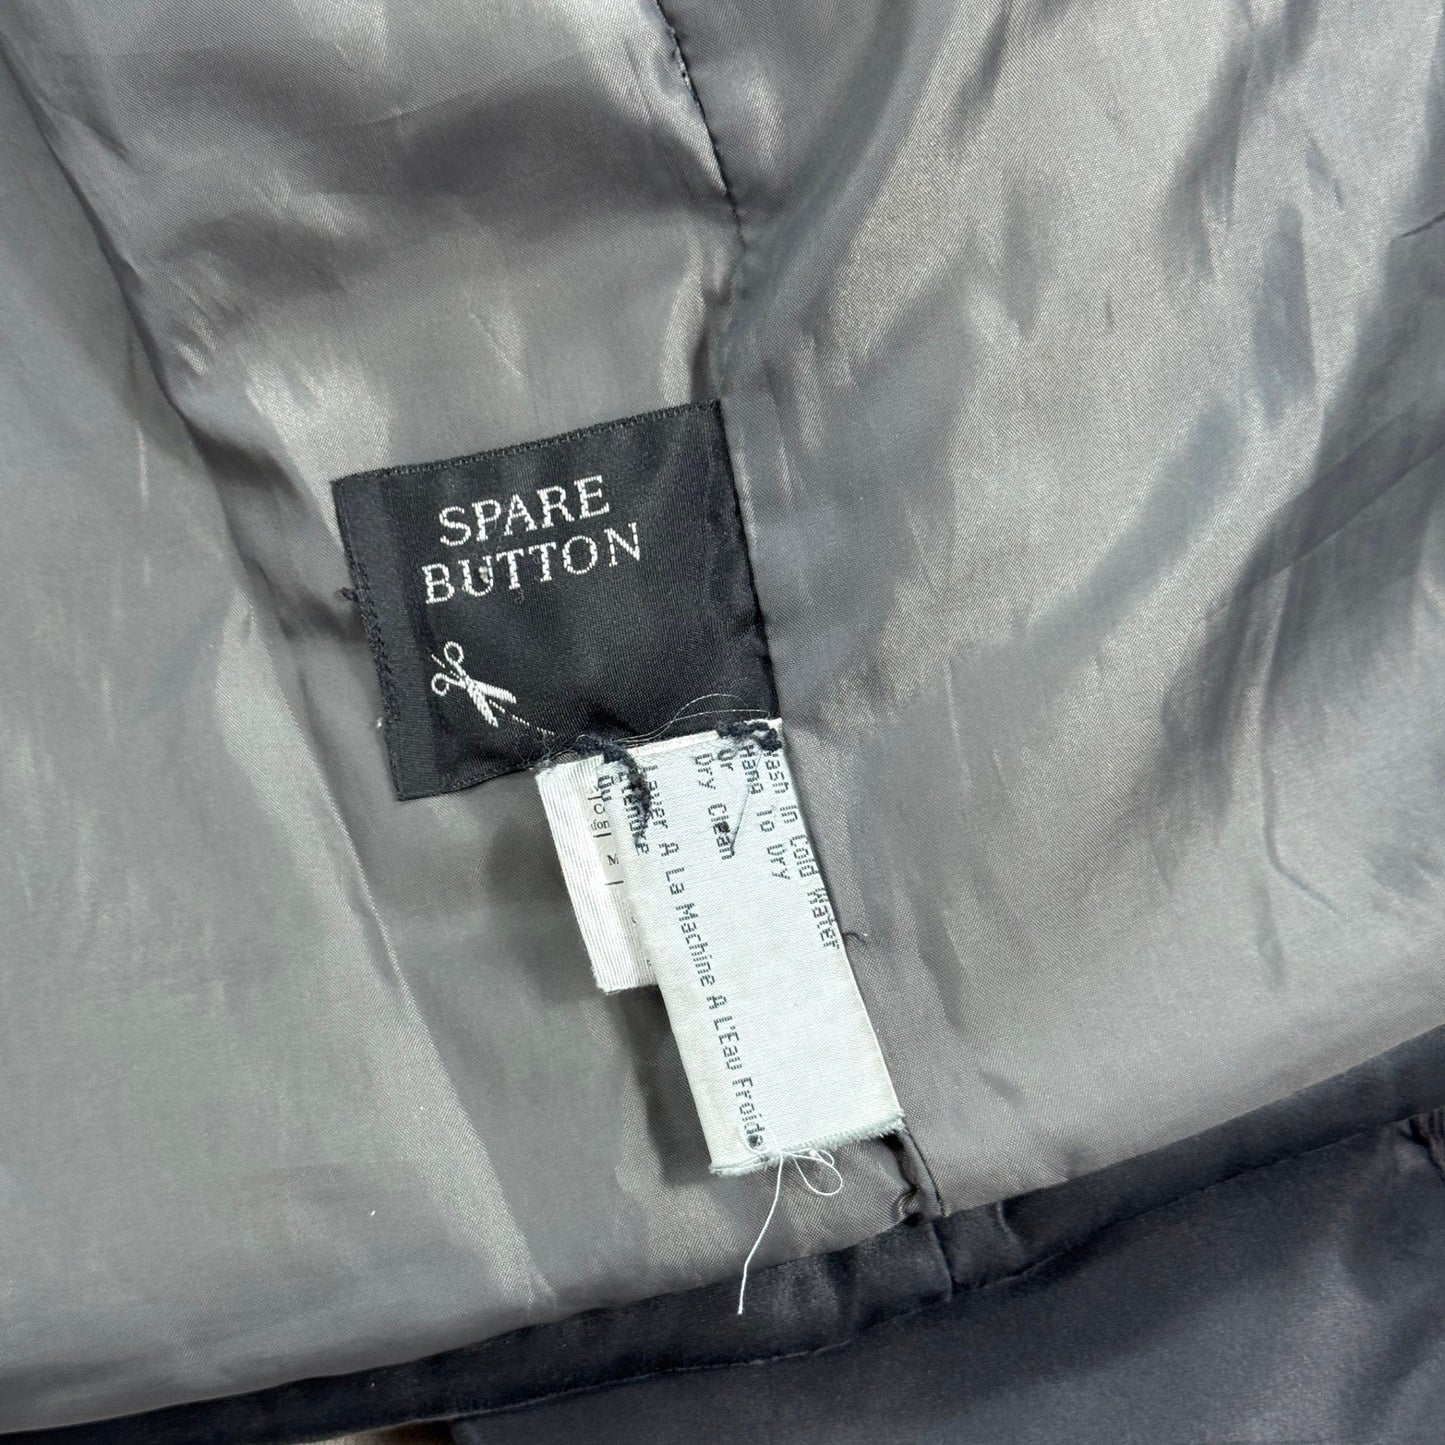 SPARE
BUTTON
Wash in Cold Water
Hang To Dry
Or
Dry Clean
Laver A La Machine A L'Eau Froide